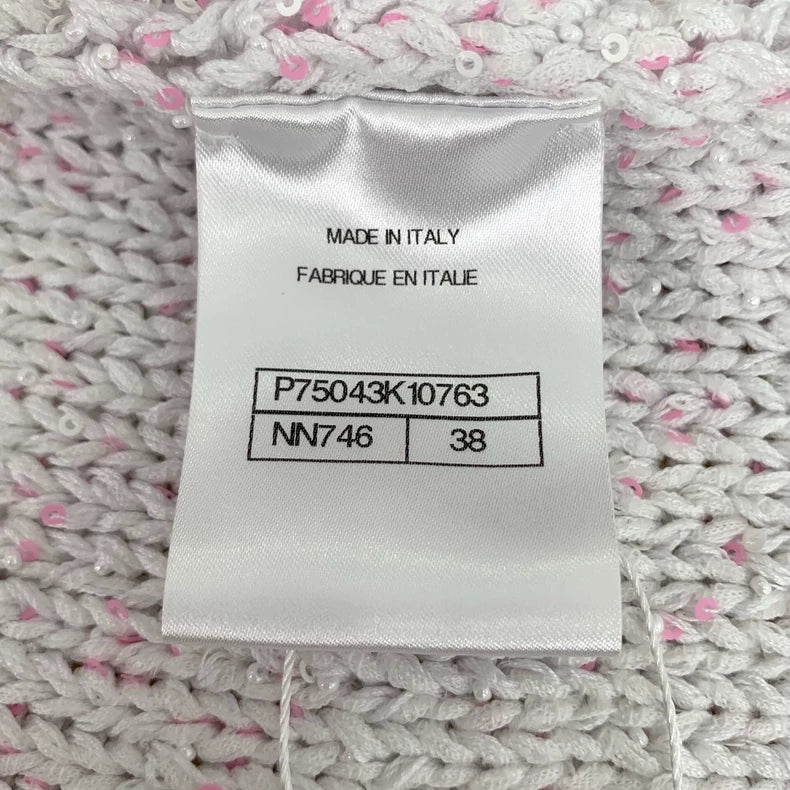 MADE IN ITALY
FABRIQUE EN ITALIE
P75043K10763
NN746 38